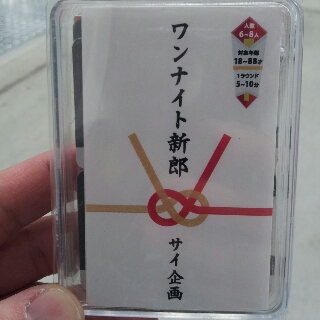 ワンナイト新郎
サイ企画
人数
6~8人
対象年齢
18~88才
1ラウンド
5~10分